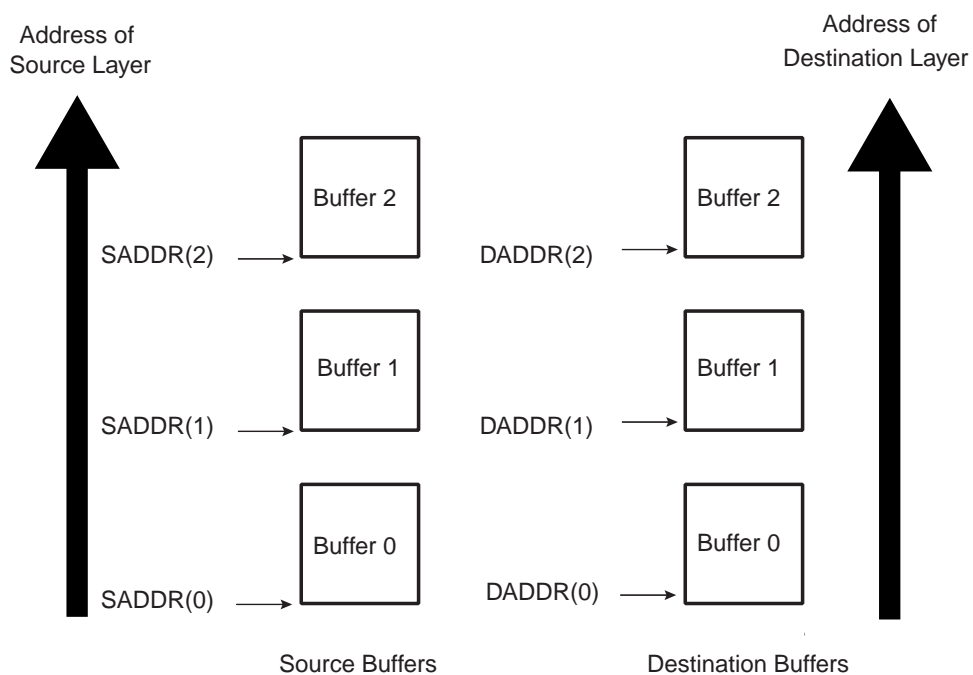 Address of
Source Layer
Address of
Destination Layer
Buffer 2
Buffer 2
SADDR(2)
DADDR(2)
Buffer 1
Buffer 1
SADDR(1)
DADDR(1)
Buffer 0
Buffer 0
SADDR(0)
DADDR(0)
Source Buffers
Destination Buffers